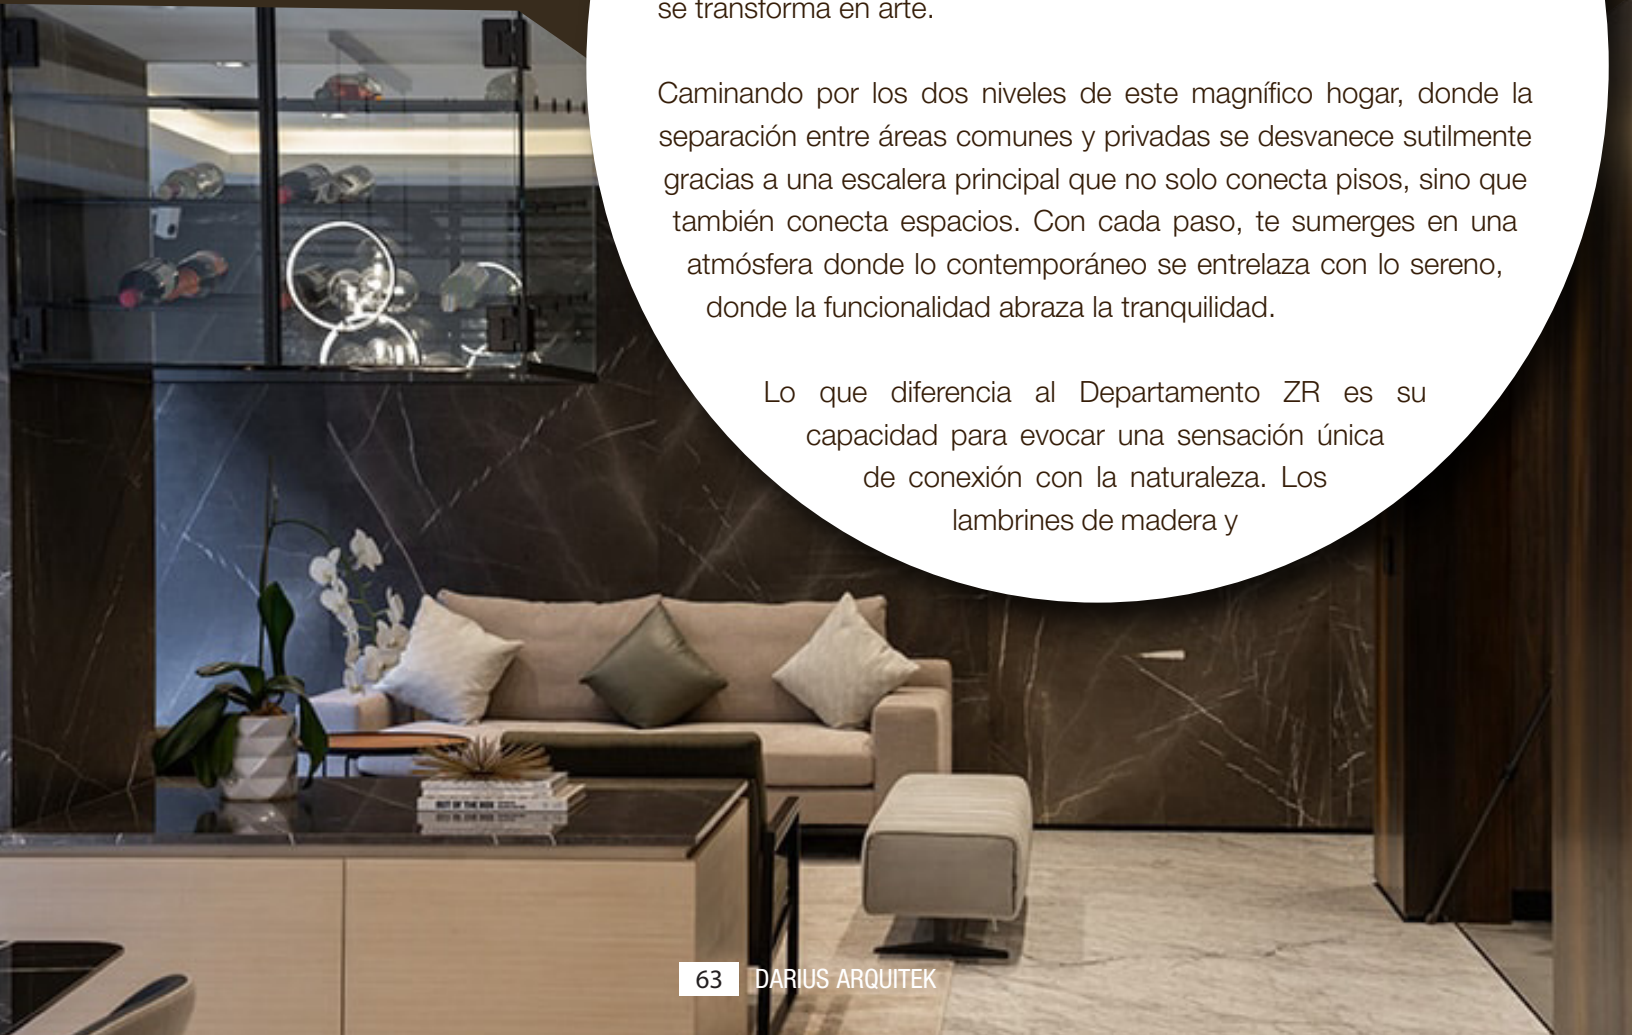 se transforma en arte.
Caminando por los dos niveles de este magnífico hogar, donde la
separación entre áreas comunes y privadas se desvanece sutilmente
gracias a una escalera principal que no solo conecta pisos, sino que
también conecta espacios. Con cada paso, te sumerges en una
atmósfera donde lo contemporáneo se entrelaza con lo sereno,
donde la funcionalidad abraza la tranquilidad.
Lo que diferencia al Departamento ZR es su
capacidad para evocar una sensación única
de conexión con la naturaleza. Los
lambrines de madera y
OUT OF THE BOX
63 DARIUS ARQUITEK